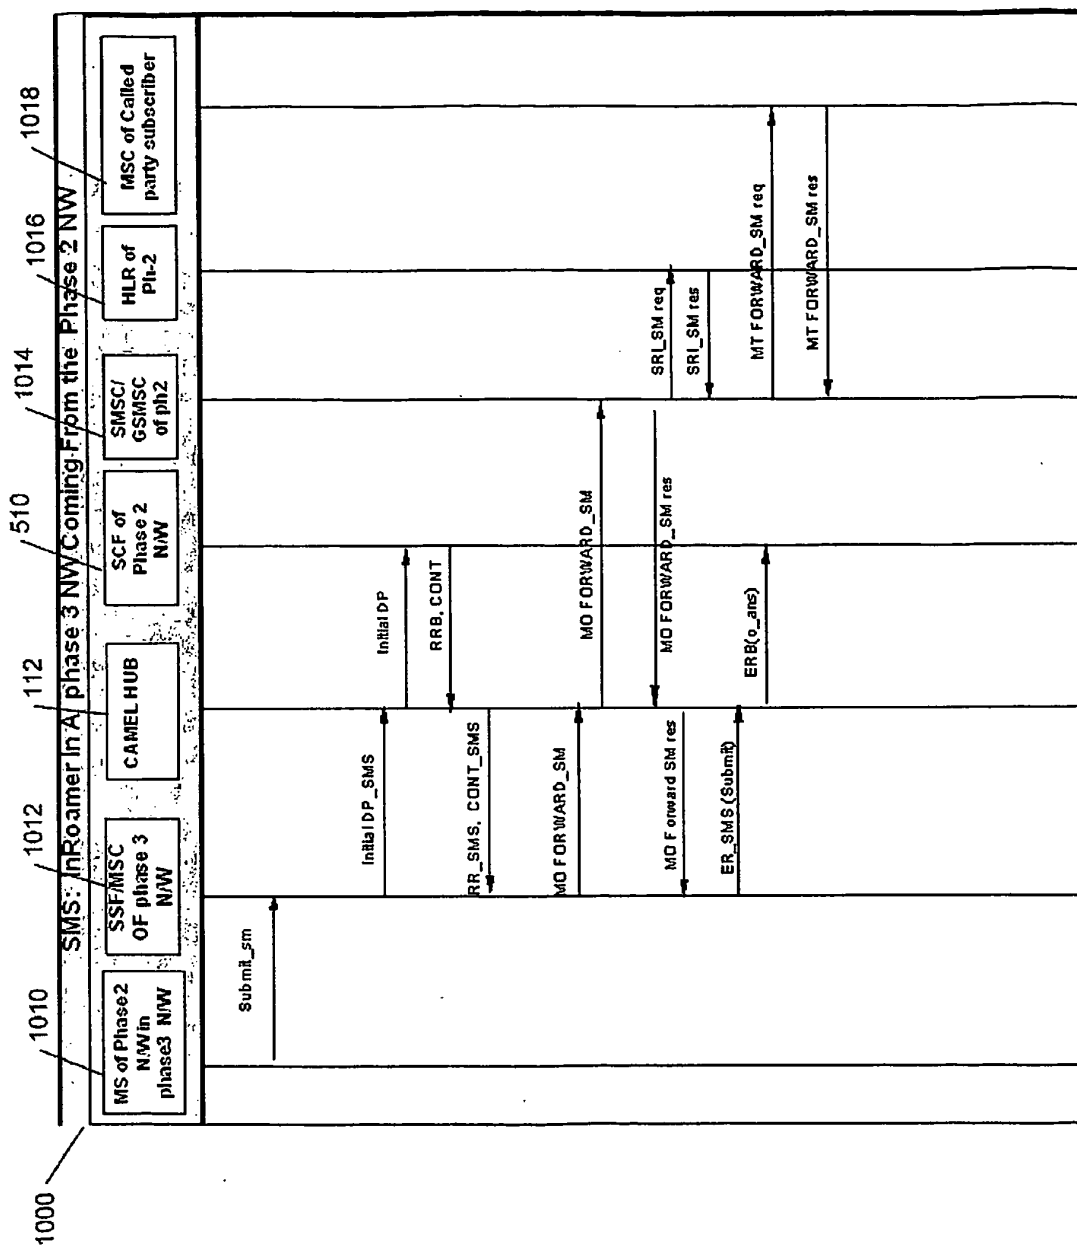 1000
SMS: InRoamer In A phase 3 NW Coming From the Phase 2 NW
1010
MS of Phase2
N/W in
phase3 N/W
1012
SSF/MSC
OF phase 3
N/W
112
CAMEL HUB
510
SCF of
Phase 2
N/W
1014
SMSC/
GSMSC
of ph2
1016
HLR of
Ph-2
1018
MSC of Called
party subscriber
Submit_sm
Initial DP_SMS
Initial DP
RRB, CONT
RR_SMS, CONT_SMS
MO FORWARD_SM
MO FORWARD_SM
MO FORWARD_SM res
MO Forward SM res
SRI_SM req
SRI_SM res
ER_SMS (Submit)
ERB(o_ans)
MT FORWARD_SM req
MT FORWARD_SM res